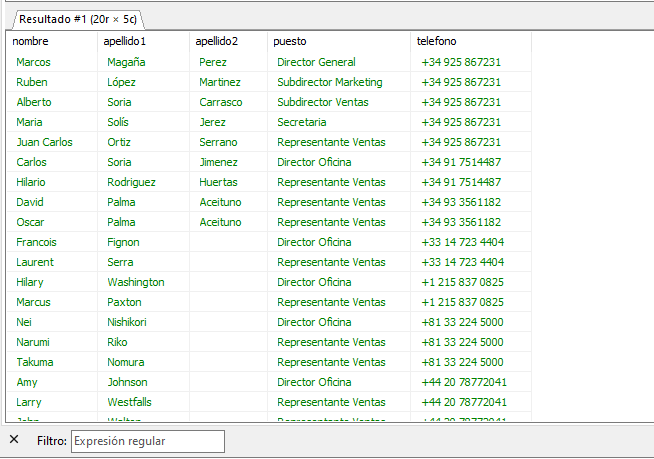 Resultado #1 (20r × 5c)
nombre apellido1 apellido2 puesto telefono
Marcos Magaña Perez Director General +34 925 867231
Ruben López Martinez Subdirector Marketing +34 925 867231
Alberto Soria Carrasco Subdirector Ventas +34 925 867231
Maria Solís Jerez Secretaria +34 925 867231
Juan Carlos Ortiz Serrano Representante Ventas +34 925 867231
Carlos Soria Jimenez Director Oficina +34 91 7514487
Hilario Rodriguez Huertas Representante Ventas +34 91 7514487
David Palma Aceituno Representante Ventas +34 93 3561182
Oscar Palma Aceituno Representante Ventas +34 93 3561182
Francois Fignon Director Oficina +33 14 723 4404
Laurent Serra Representante Ventas +33 14 723 4404
Hilary Washington Director Oficina +1 215 837 0825
Marcus Paxton Representante Ventas +1 215 837 0825
Nei Nishikori Director Oficina +81 33 224 5000
Narumi Riko Representante Ventas +81 33 224 5000
Takuma Nomura Representante Ventas +81 33 224 5000
Amy Johnson Director Oficina +44 20 78772041
Larry Westfalls Representante Ventas +44 20 78772041
John Walton Representante Ventas +44 20 78772041
Filtro: Expresión regular